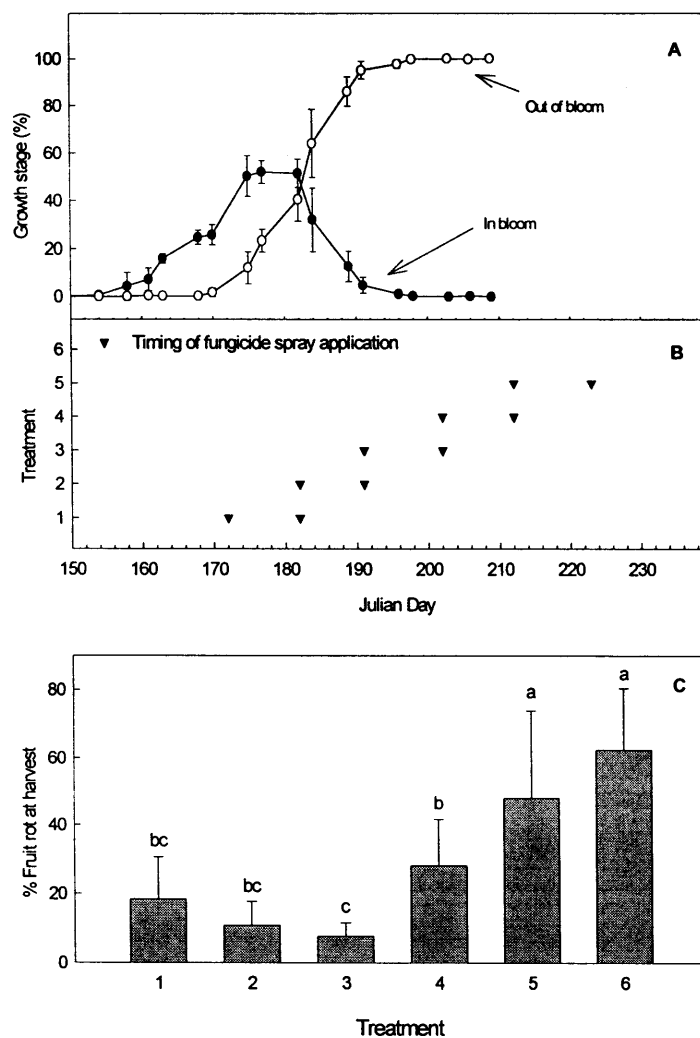 A
100
80
60
40
20
0
Growth stage (%)
Out of bloom
In bloom
B
Timing of fungicide spray application
6
5
4
3
2
1
Treatment
150 160 170 180 190 200 210 220 230
Julian Day
C
80
60
40
20
0
% Fruit rot at harvest
bc bc c b a a
1 2 3 4 5 6
Treatment